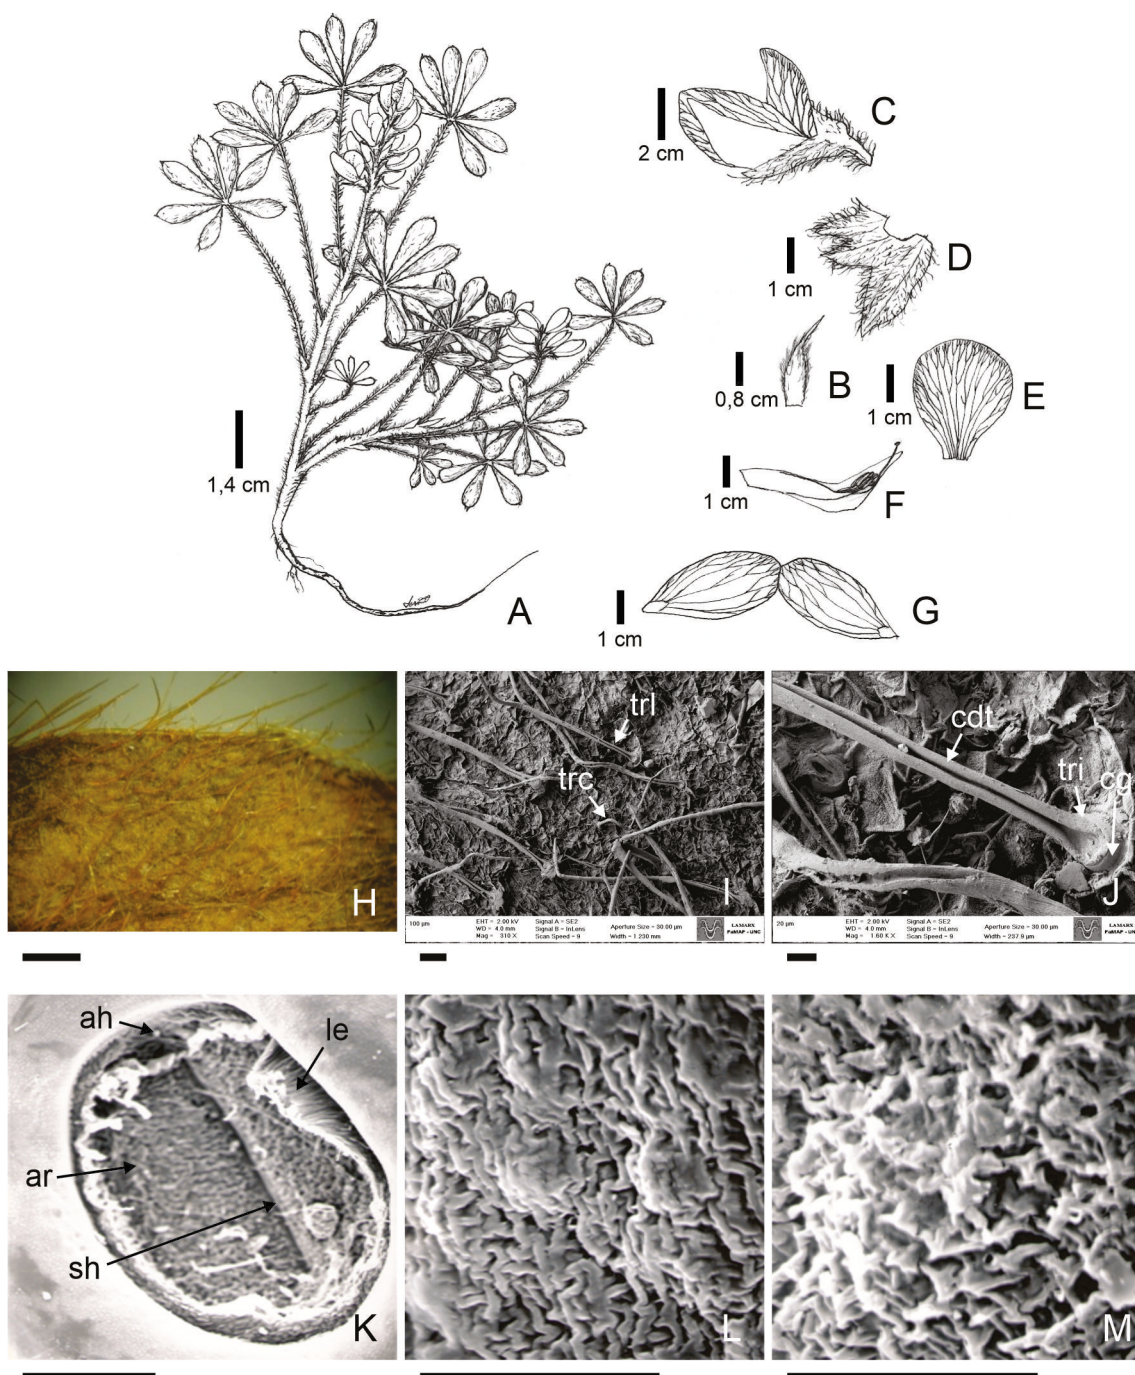 C
2 cm
D
1 cm
B
0,8 cm
E
1 cm
1,4 cm
F
1 cm
A
G
1 cm
H
trl
trc
I
100 µm
EHT = 2.00 kV
WD = 4.0 mm
Mag = 310 X
Signal A = SE2
Signal B = InLens
Scan Speed = 9
Aperture Size = 30.00 µm
Width = 1.230 mm
LAMARX
FaMAF - UNC
cdt
tri
cg
J
20 µm
EHT = 2.00 kV
WD = 4.0 mm
Mag = 1.60 K X
Signal A = SE2
Signal B = InLens
Scan Speed = 9
Aperture Size = 30.00 µm
Width = 237.9 µm
LAMARX
FaMAF - UNC
ah
le
ar
sh
K
L
M